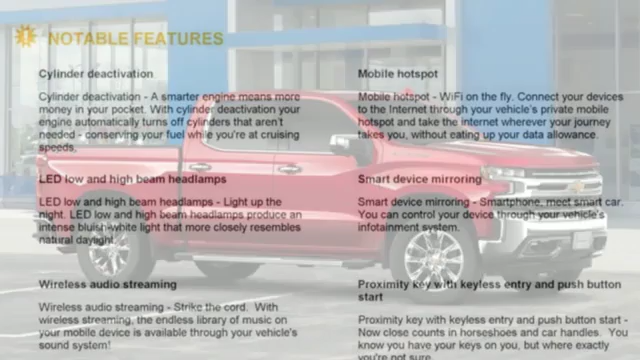 NOTABLE FEATURES
Cylinder deactivation
Cylinder deactivation - A smarter engine means more
money in your pocket. With cylinder deactivation your
engine automatically turns off cylinders that aren't
needed - conserving your fuel while you're at cruising
speeds.
LED low and high beam headlamps
LED low and high beam headlamps - Light up the
night. LED low and high beam headlamps produce an
intense bluish-white light that more closely resembles
natural daylight.
Wireless audio streaming
Wireless audio streaming - Strike the cord. With
wireless streaming, the endless library of music on
your mobile device is available through your vehicle's
sound system!
Mobile hotspot
Mobile hotspot - WiFi on the fly. Connect your devices
to the Internet through your vehicle's private mobile
hotspot and take the internet wherever your journey
takes you, without eating up your data allowance.
Smart device mirroring
Smart device mirroring - Smartphone, meet smart car.
You can control your device through your vehicle's
infotainment system.
Proximity key with keyless entry and push button
start
Proximity key with keyless entry and push button start -
Now close counts in horseshoes and car handles. You
know you have your keys on you, but where exactly
you're not sure.